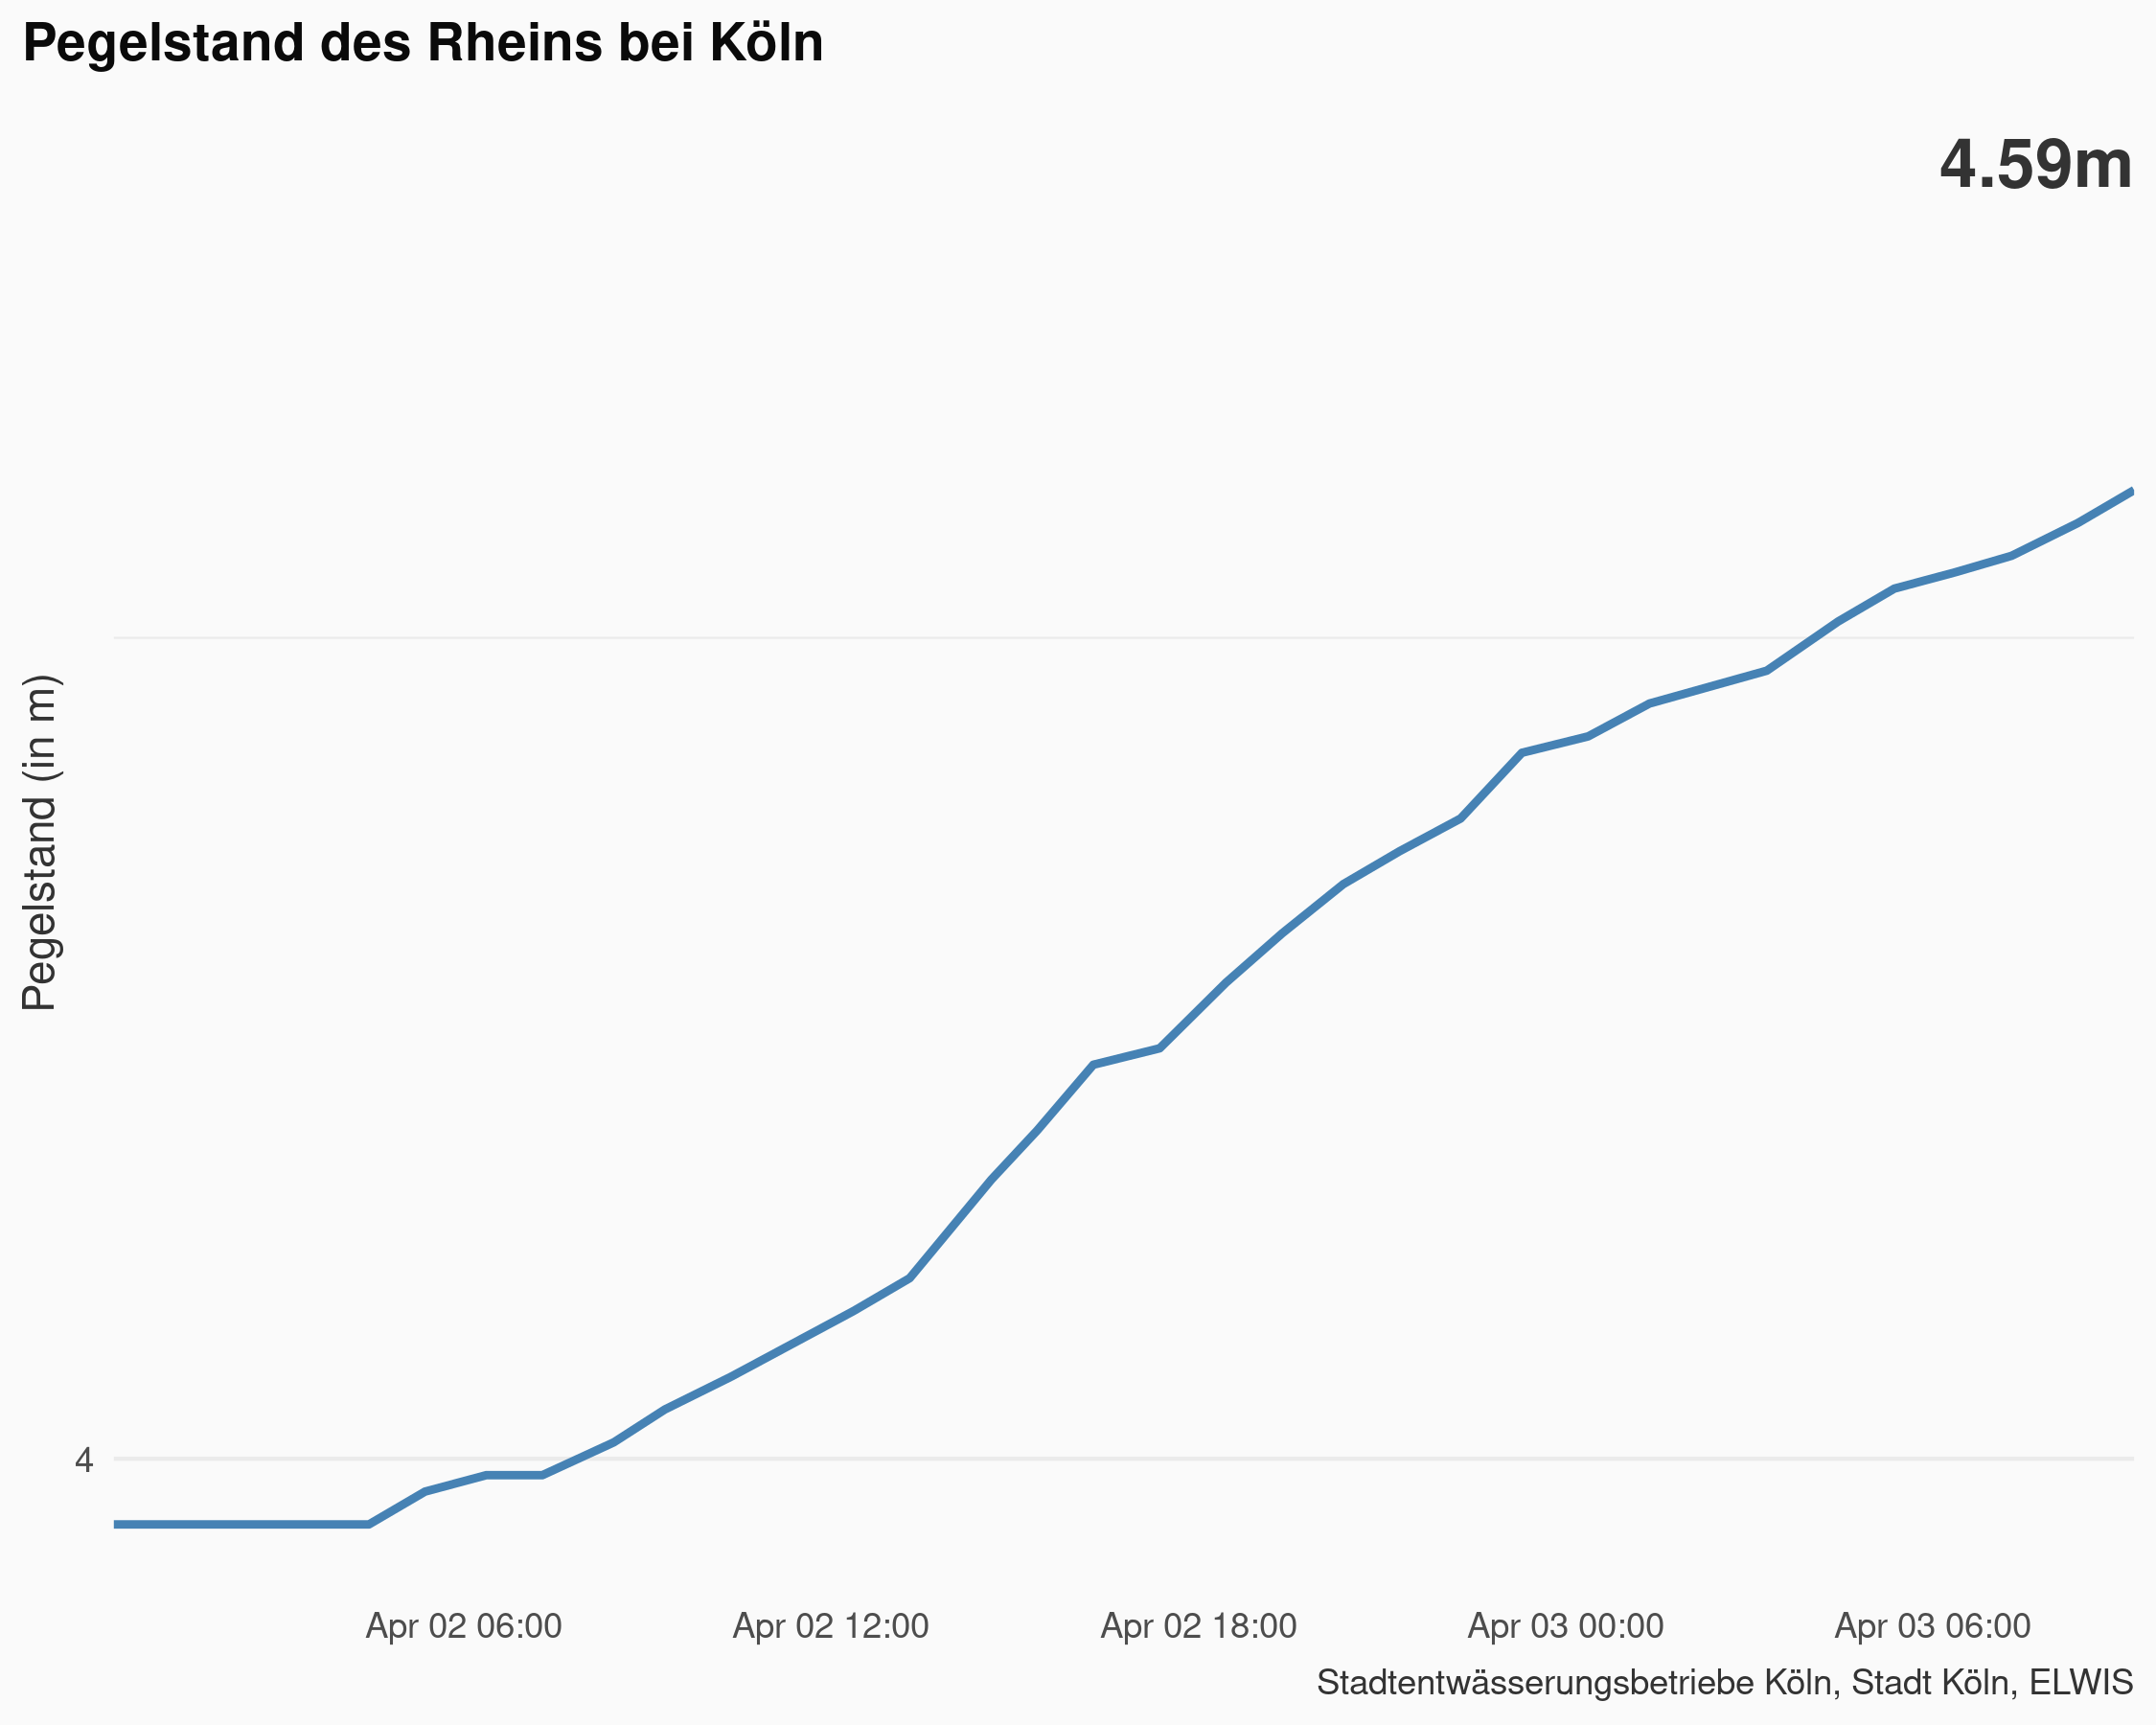 Pegelstand des Rheins bei Köln
4.59m
Pegelstand (in m)
4
Apr 02 06:00 Apr 02 12:00 Apr 02 18:00 Apr 03 00:00 Apr 03 06:00
Stadtentwässerungsbetriebe Köln, Stadt Köln, ELWIS